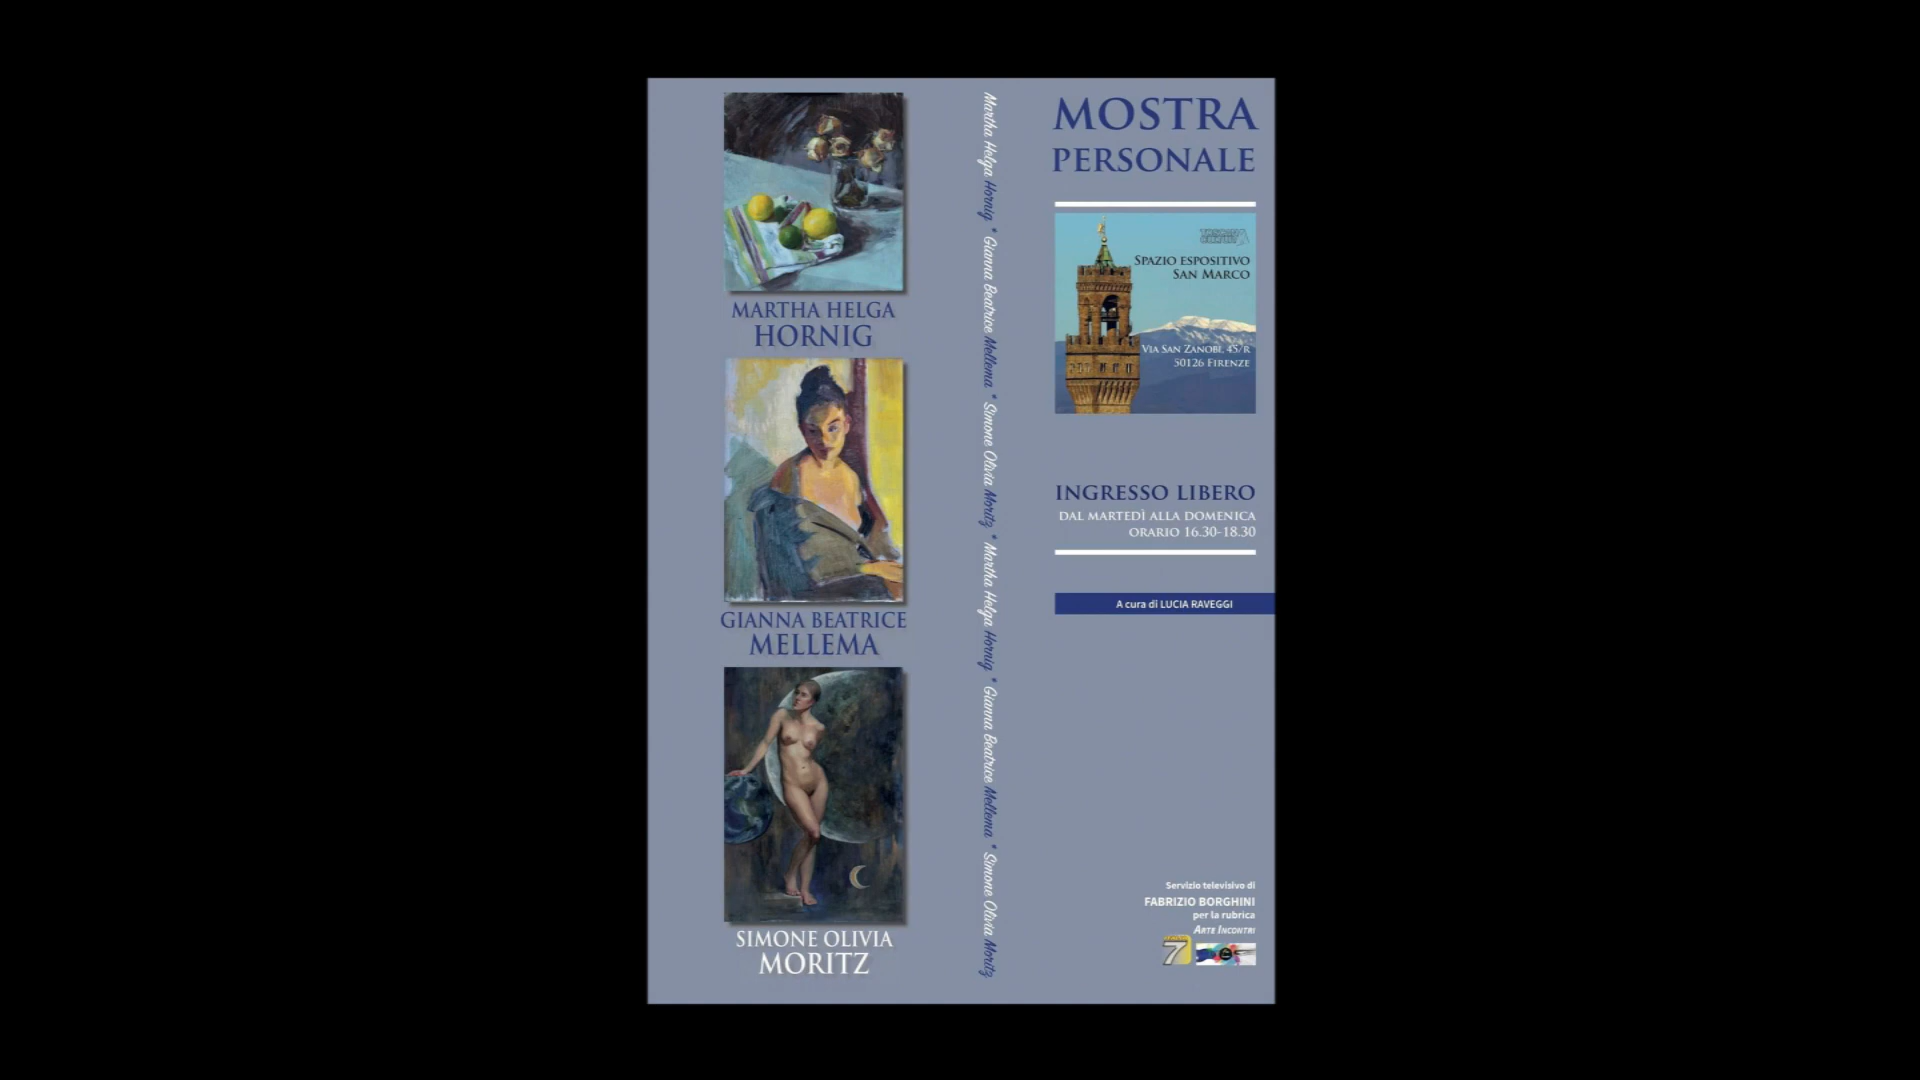 MARTHA HELGA
HORNIG
GIANNA BEATRICE
MELLEMA
SIMONE OLIVIA
MORITZ
Martha Helga Hornig * Gianna Beatrice Mellema * Simone Olivia Moritz * Martha Helga Hornig * Gianna Beatrice Mellema * Simone Olivia Moritz
MOSTRA
PERSONALE
TOSCANA
CULTURA
SPAZIO ESPOSITIVO
SAN MARCO
VIA SAN ZANOBI, 45/R
50126 FIRENZE
INGRESSO LIBERO
DAL MARTEDÌ ALLA DOMENICA
ORARIO 16.30-18.30
A cura di LUCIA RAVEGGI
Servizio televisivo di
FABRIZIO BORGHINI
per la rubrica
ARTE INCONTRI
7